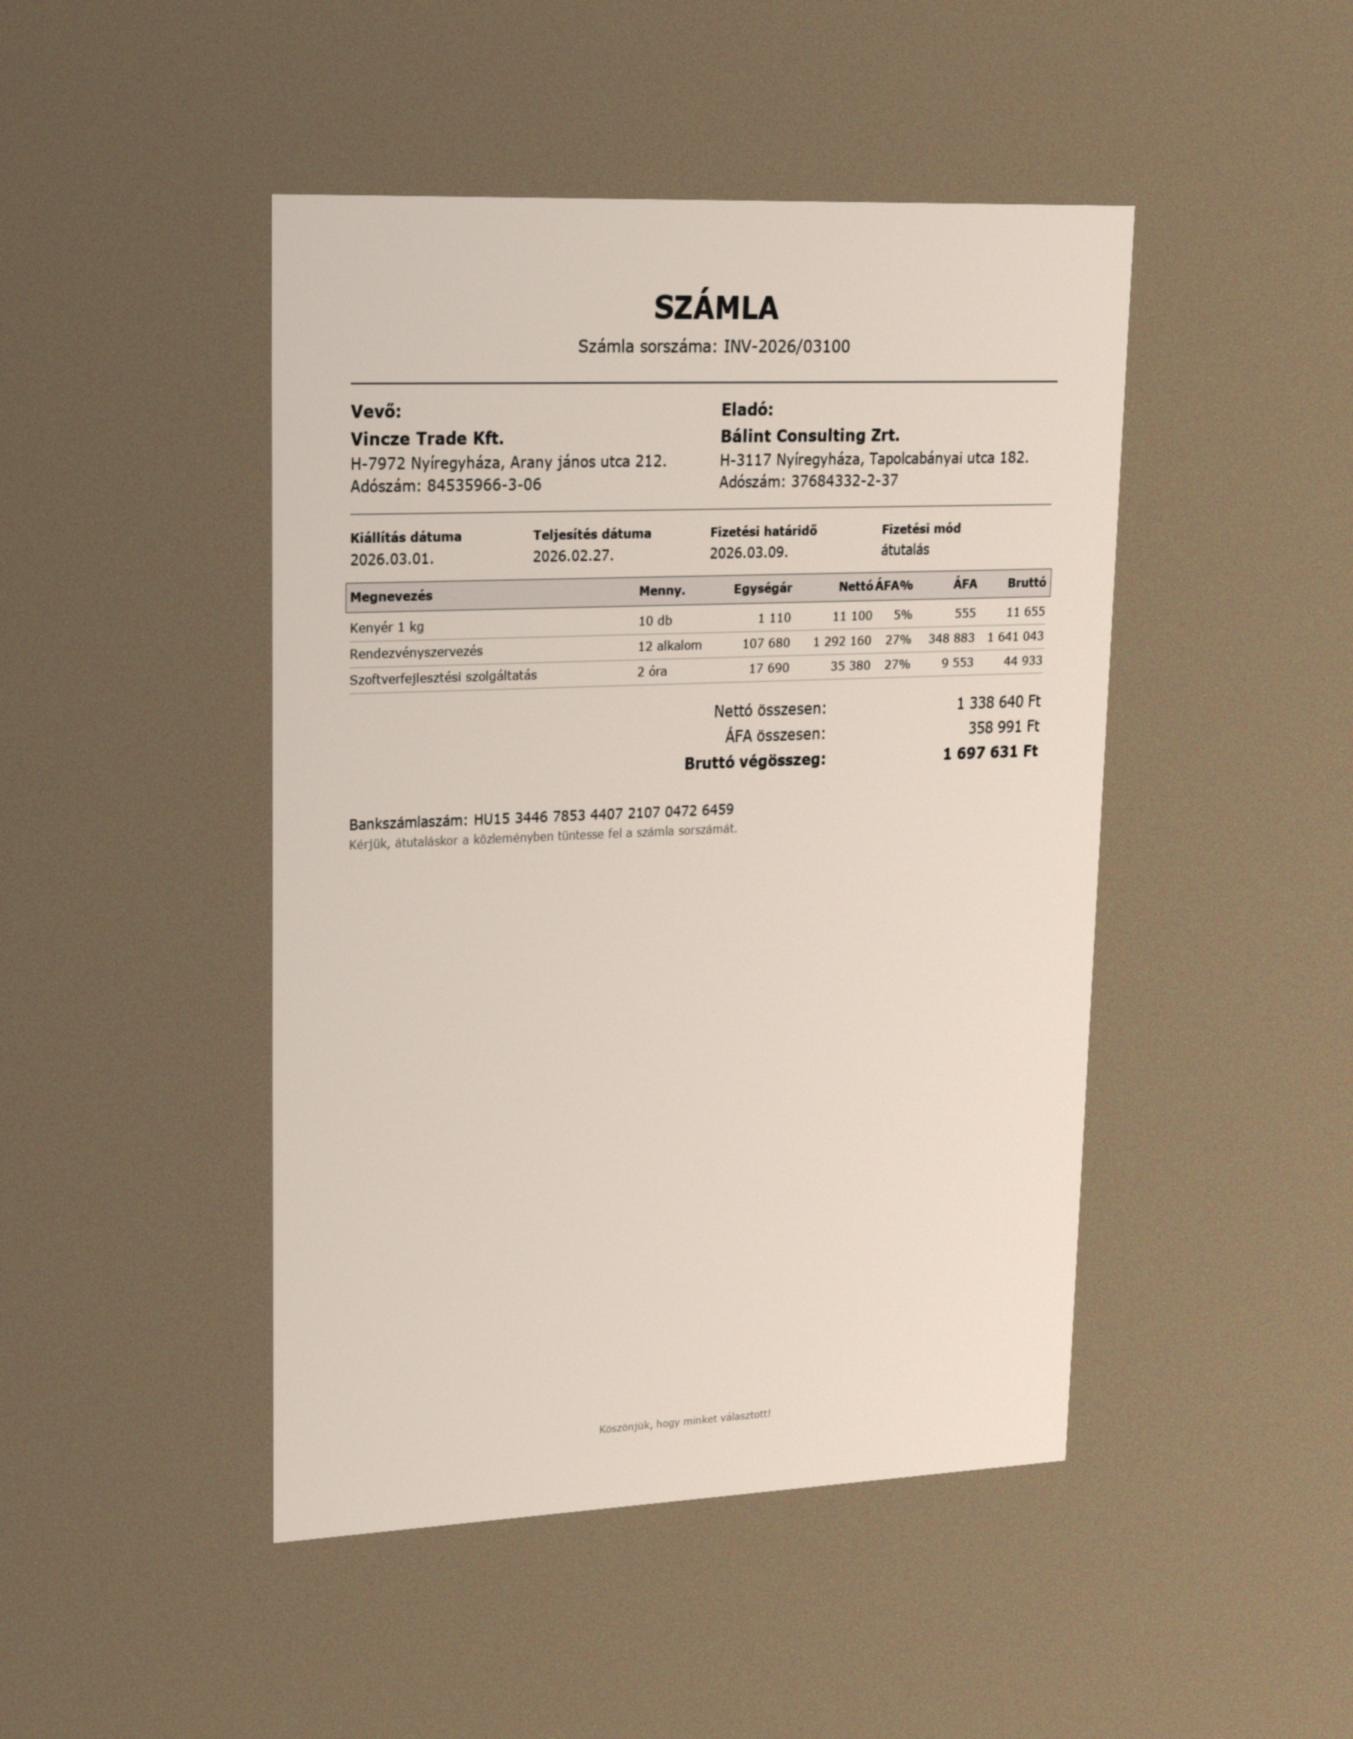 SZÁMLA
Számla sorszáma: INV-2026/03100
Vevő:
Vincze Trade Kft.
H-7972 Nyíregyháza, Arany jános utca 212.
Adószám: 84535966-3-06
Eladó:
Bálint Consulting Zrt.
H-3117 Nyíregyháza, Tapolcabányai utca 182.
Adószám: 37684332-2-37
Kiállítás dátuma Teljesítés dátuma Fizetési határidő Fizetési mód
2026.03.01. 2026.02.27. 2026.03.09. átutalás
Megnevezés Menny. Egységár Nettó ÁFA% ÁFA Bruttó
Kenyér 1 kg 10 db 1 110 11 100 5% 555 11 655
Rendezvényszervezés 12 alkalom 107 680 1 292 160 27% 348 883 1 641 043
Szoftverfejlesztési szolgáltatás 2 óra 17 690 35 380 27% 9 553 44 933
Nettó összesen: 1 338 640 Ft
ÁFA összesen: 358 991 Ft
Bruttó végösszeg: 1 697 631 Ft
Bankszámlaszám: HU15 3446 7853 4407 2107 0472 6459
Kérjük, átutaláskor a közleményben tüntesse fel a számla sorszámát.
Köszönjük, hogy minket választott!